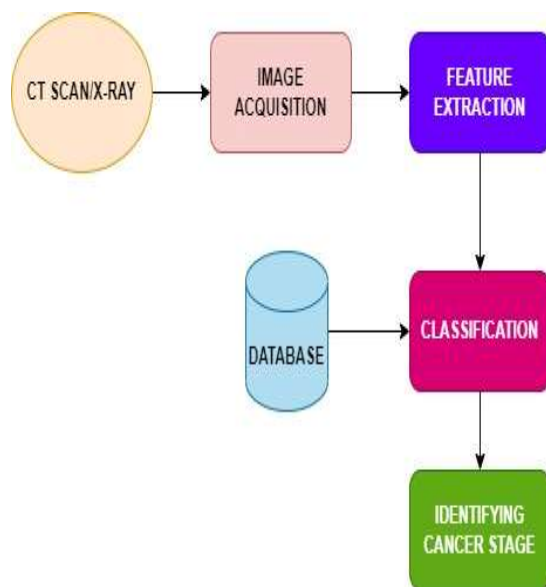 CT SCAN/X-RAY
IMAGE
ACQUISITION
FEATURE
EXTRACTION
DATABASE
CLASSIFICATION
IDENTIFYING
CANCER STAGE